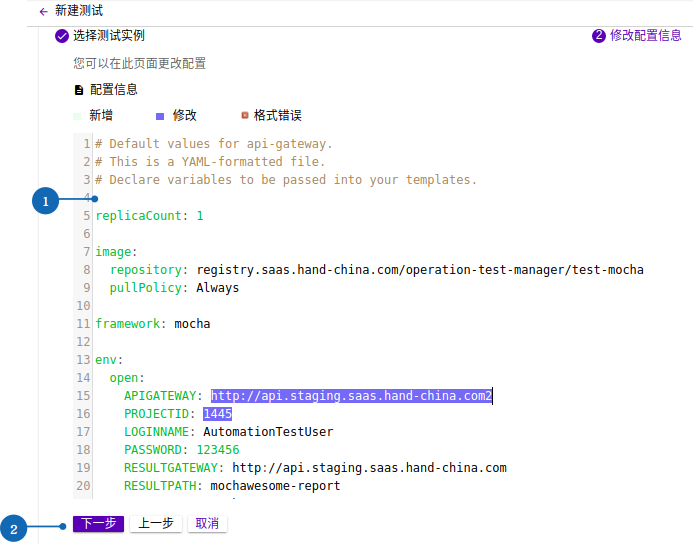 ← 新建测试
选择测试实例
2 修改配置信息
您可以在此页面更改配置
配置信息
新增 修改 格式错误
1 # Default values for api-gateway.
2 # This is a YAML-formatted file.
3 # Declare variables to be passed into your templates.
1
4
5 replicaCount: 1
6
7 image:
8 repository: registry.saas.hand-china.com/operation-test-manager/test-mocha
9 pullPolicy: Always
10
11 framework: mocha
12
13 env:
14 open:
15 APIGATEWAY: http://api.staging.saas.hand-china.com2
16 PROJECTID: 1445
17 LOGINNAME: AutomationTestUser
18 PASSWORD: 123456
19 RESULTGATEWAY: http://api.staging.saas.hand-china.com
20 RESULTPATH: mochawesome-report
2 下一步 上一步 取消